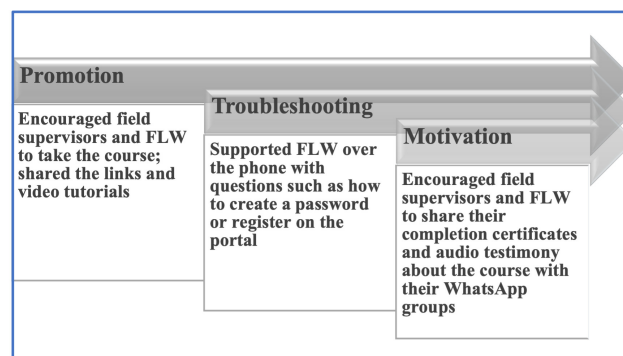 Promotion
Encouraged field
supervisors and FLW
to take the course;
shared the links and
video tutorials
Troubleshooting
Supported FLW over
the phone with
questions such as how
to create a password
or register on the
portal
Motivation
Encouraged field
supervisors and FLW
to share their
completion certificates
and audio testimony
about the course with
their WhatsApp
groups